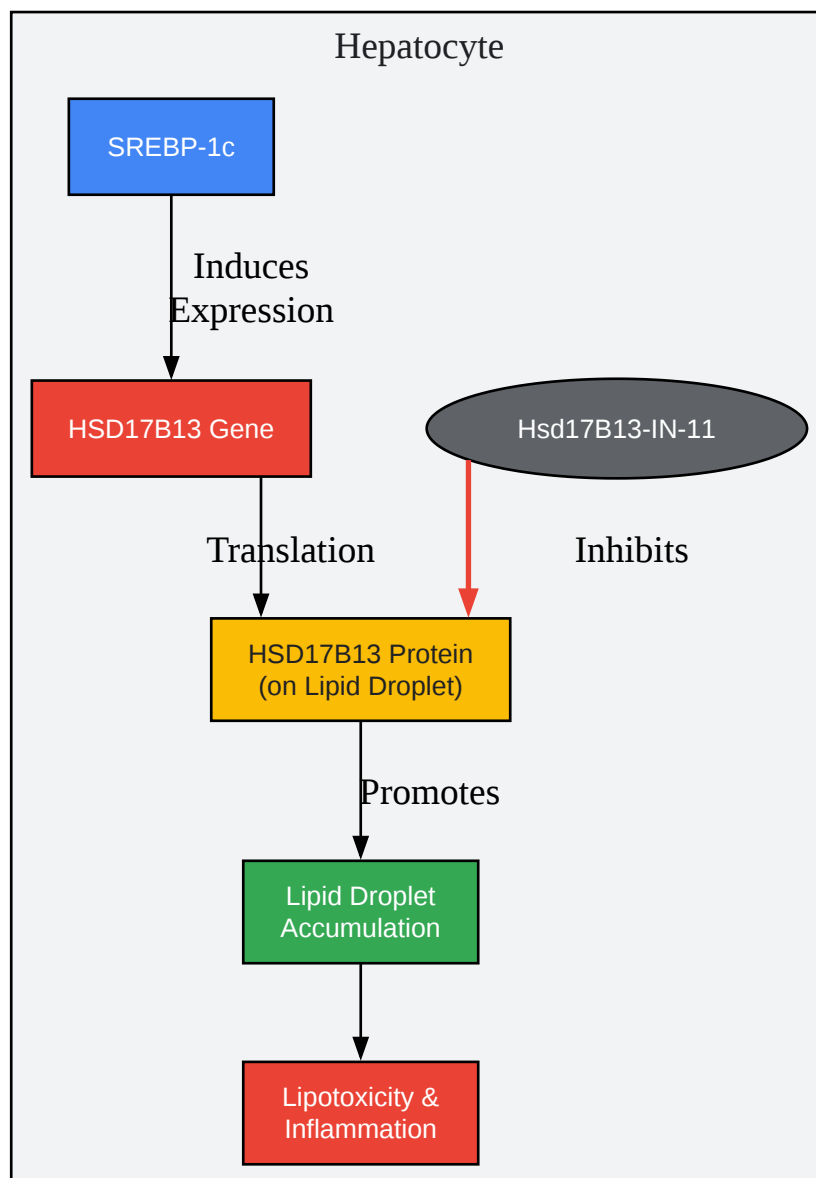 Hepatocyte
SREBP-1c
Induces
Expression
HSD17B13 Gene
Hsd17B13-IN-11
Translation
Inhibits
HSD17B13 Protein
(on Lipid Droplet)
Promotes
Lipid Droplet
Accumulation
Lipotoxicity &
Inflammation